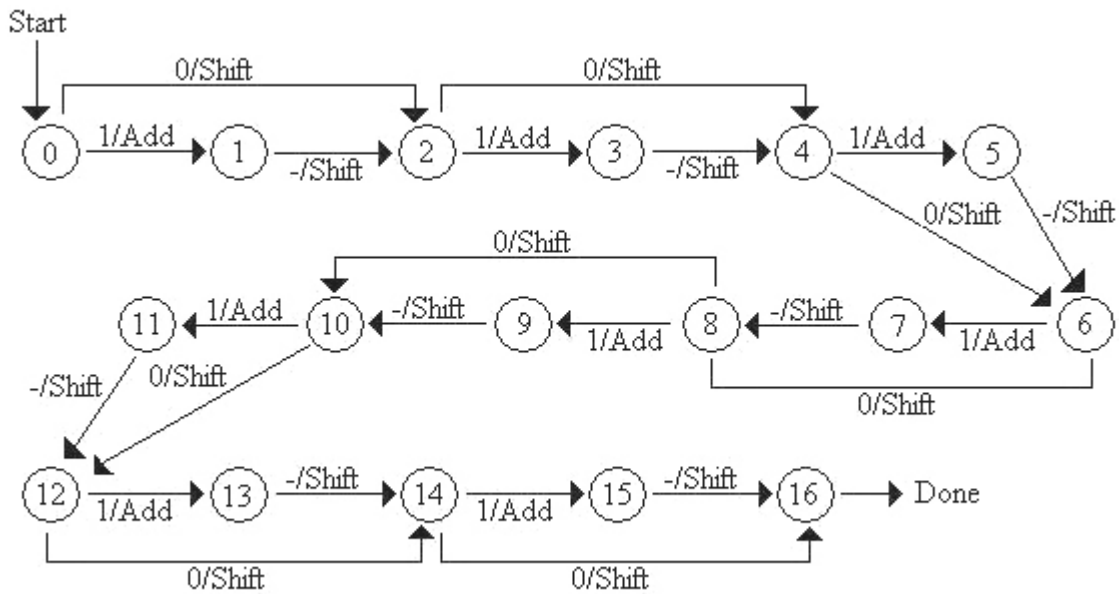 Start
0/Shift 0/Shift
0 1/Add 1 -/Shift 2 1/Add 3 -/Shift 4 1/Add 5
0/Shift -/Shift
0/Shift
11 1/Add 10 -/Shift 9 1/Add 8 -/Shift 7 1/Add 6
-/Shift 0/Shift 0/Shift
12 1/Add 13 -/Shift 14 1/Add 15 -/Shift 16 Done
0/Shift 0/Shift